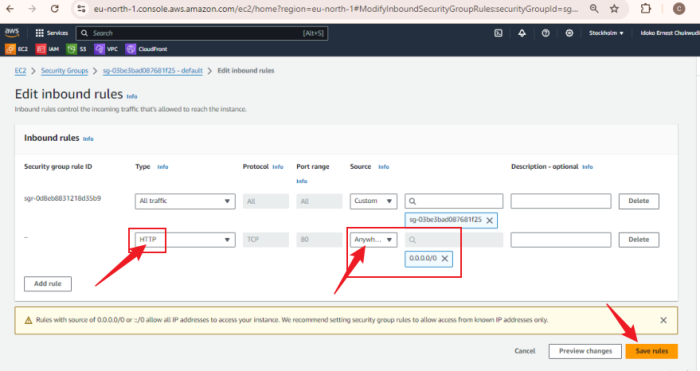 eu-north-1.console.aws.amazon.com/ec2/home?region=eu-north-1#ModifyInboundSecurityGroupRules:securityGroupId=sg...
C
aws Services Search [Alt+S] Stockholm Idoko Ernest Chukwudi
EC2 IAM S3 VPC CloudFront
EC2 > Security Groups > sg-03be3bad087681f25 - default > Edit inbound rules
Edit inbound rules Info
Inbound rules control the incoming traffic that's allowed to reach the instance.
Inbound rules Info
Security group rule ID Type Info Protocol Info Port range Info Source Info Description - optional Info
sgr-0d8eb8831218d35b9 All traffic All All Custom Delete
sg-03be3bad087681f25 X
– HTTP TCP 80 Anywh... Delete
0.0.0.0/0 X
Add rule
Rules with source of 0.0.0.0/0 or ::/0 allow all IP addresses to access your instance. We recommend setting security group rules to allow access from known IP addresses only.
Cancel Preview changes Save rules